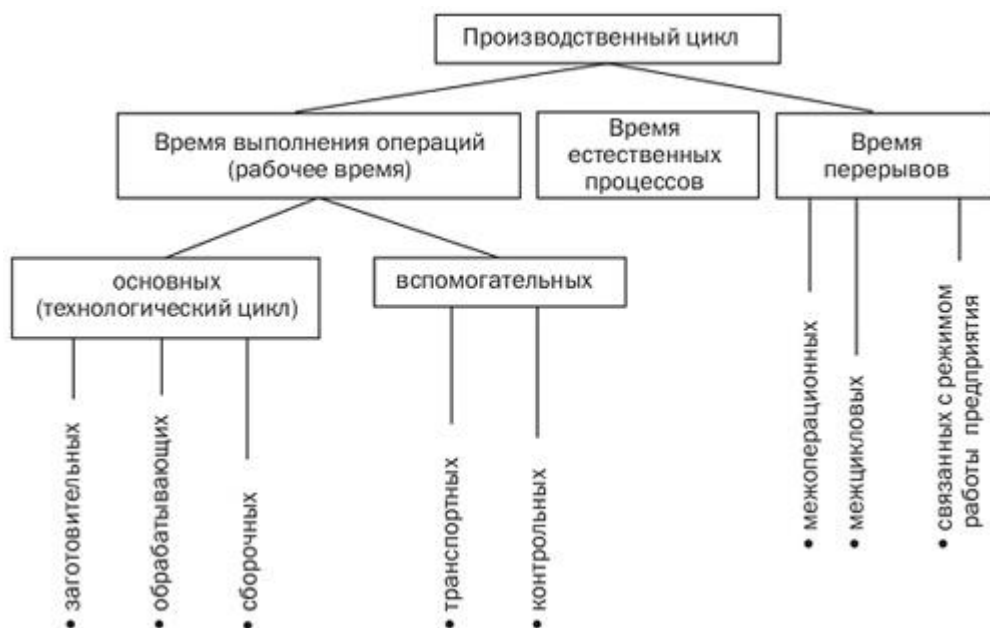 Производственный цикл
Время выполнения операций
(рабочее время)
Время
естественных
процессов
Время
перерывов
основных
(технологический цикл)
вспомогательных
• заготовительных
• обрабатывающих
• сборочных
• транспортных
• контрольных
• межоперационных
• межцикловых
• связанных с режимом
работы предприятия